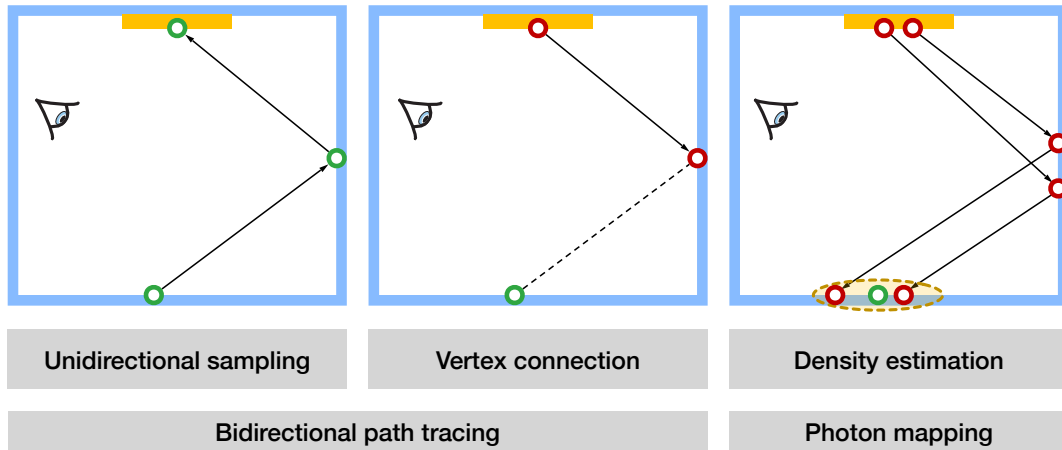 Unidirectional sampling
Vertex connection
Density estimation
Bidirectional path tracing
Photon mapping